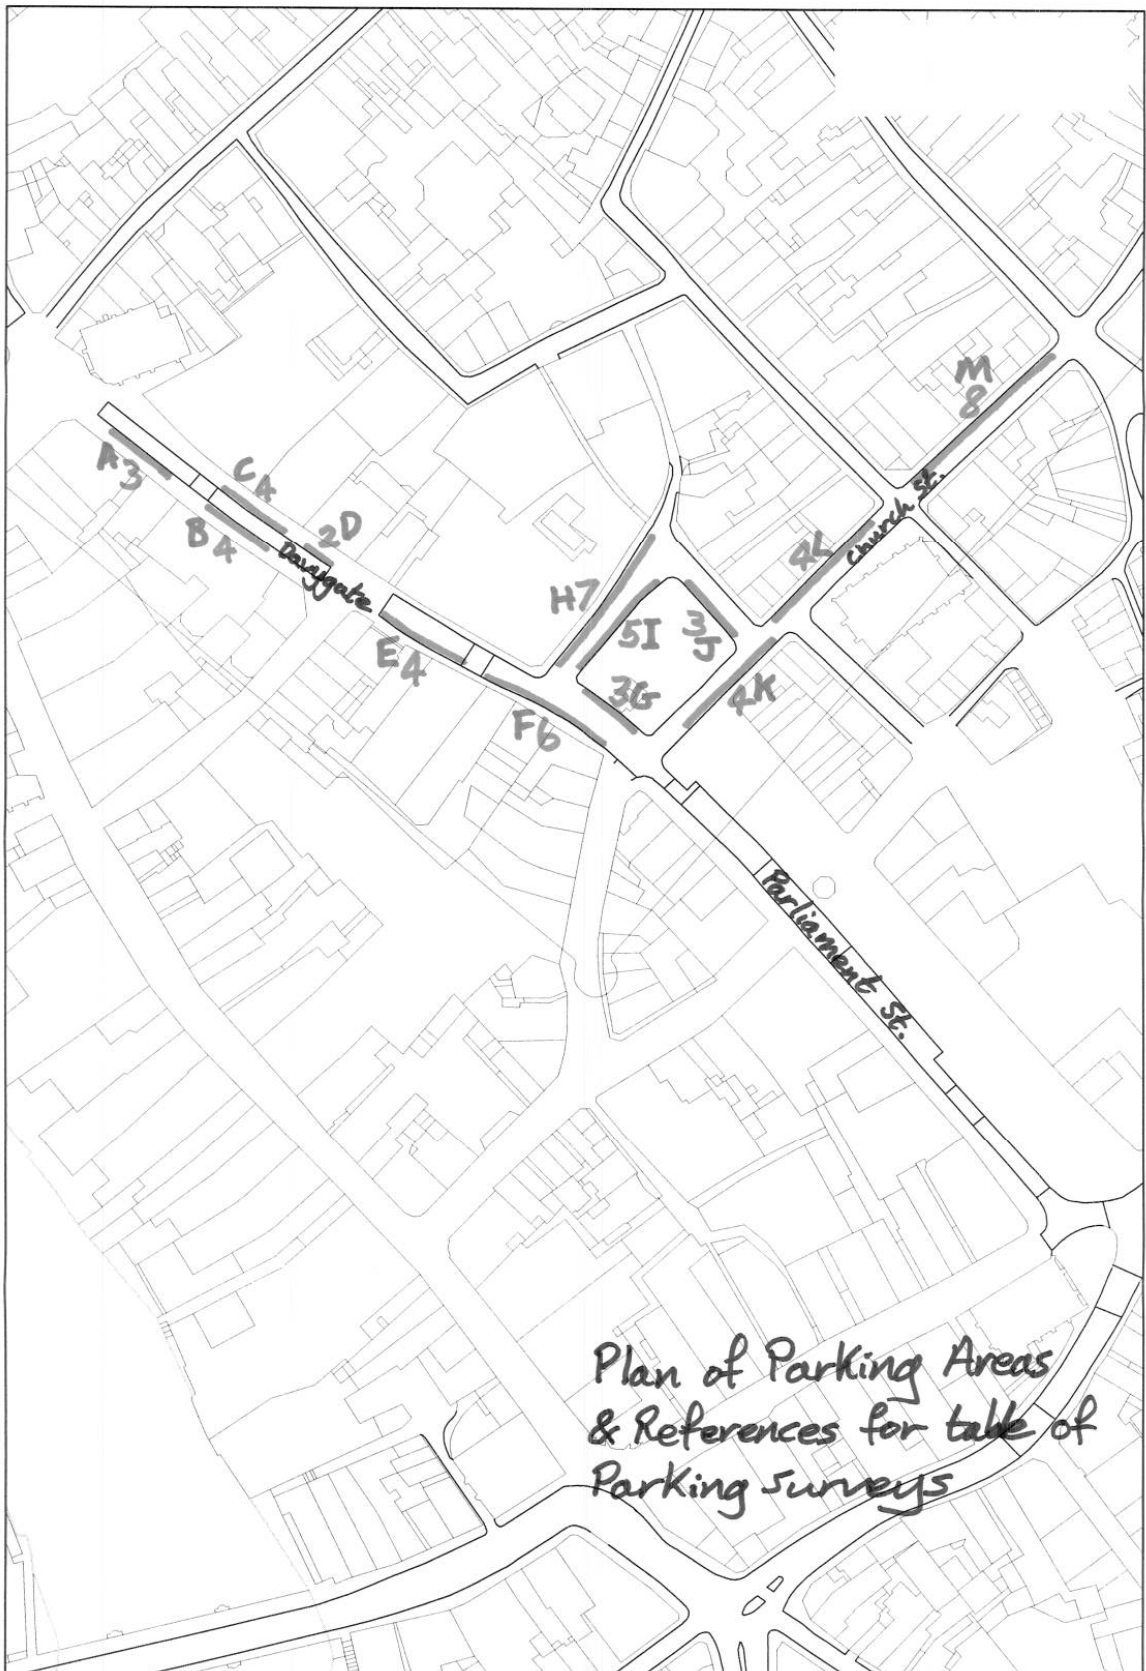 M
8
Church St.
4L
A3
C4
B4
2D
Davygate
H7
5I
3J
E4
3G
4K
F6
Parliament St.
Plan of Parking Areas
& References for table of
Parking surveys